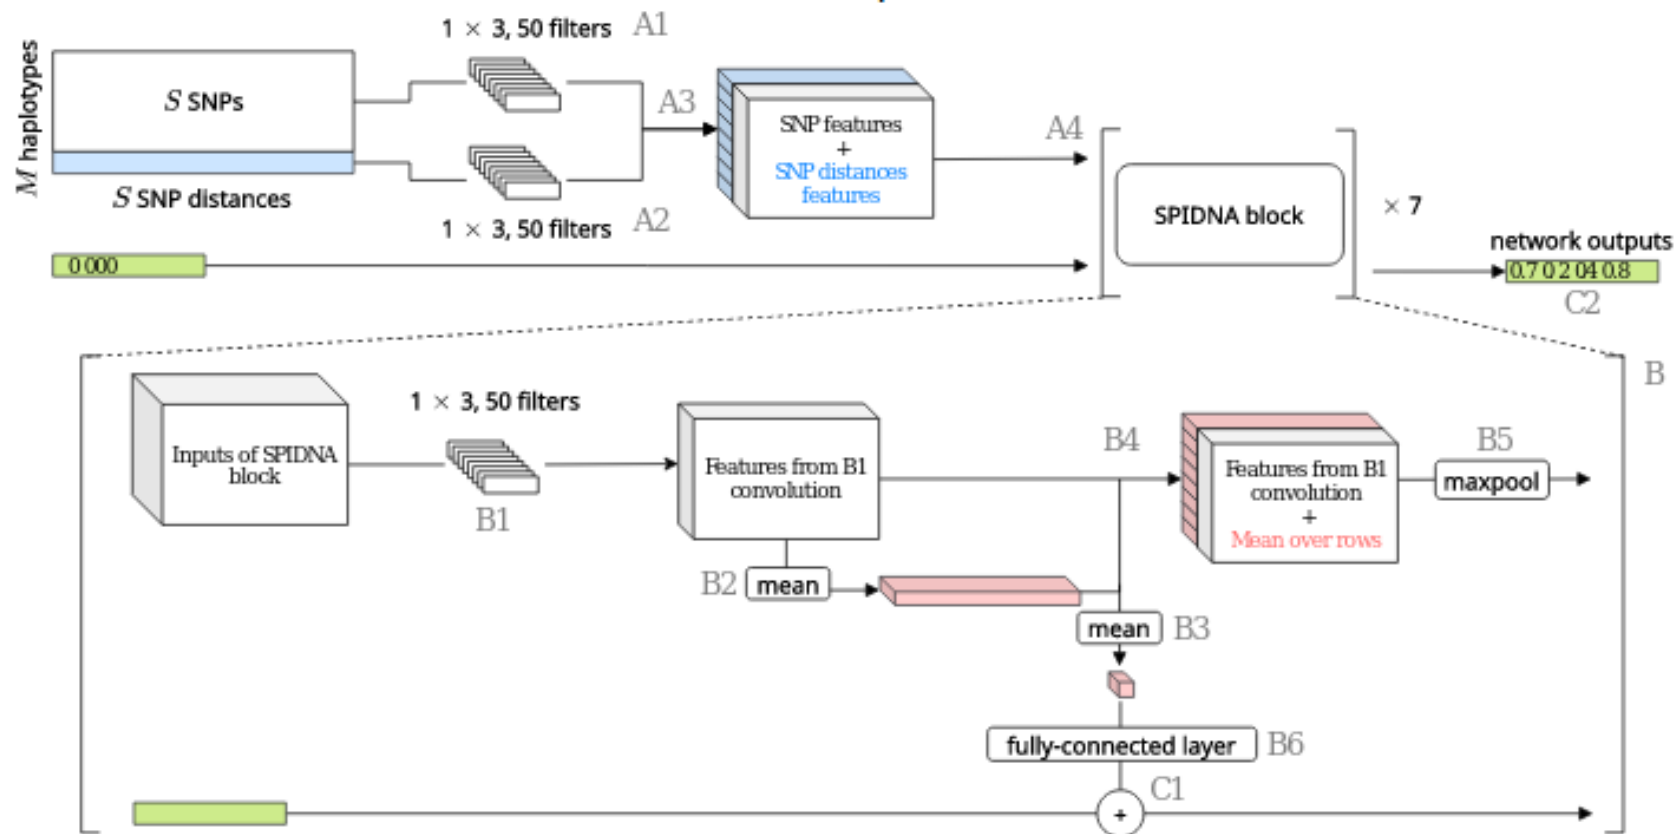 1 × 3, 50 filters A1
M haplotypes
S SNPs
A3
SNP features
+
SNP distances
features
A4
S SNP distances
1 × 3, 50 filters A2
SPIDNA block
× 7
0 000
network outputs
0.7 0 2 04 0.8
C2
B
1 × 3, 50 filters
Inputs of SPIDNA
block
B1
Features from B1
convolution
B4
Features from B1
convolution
+
Mean over rows
B5
maxpool
B2 mean
mean B3
fully-connected layer B6
C1
+